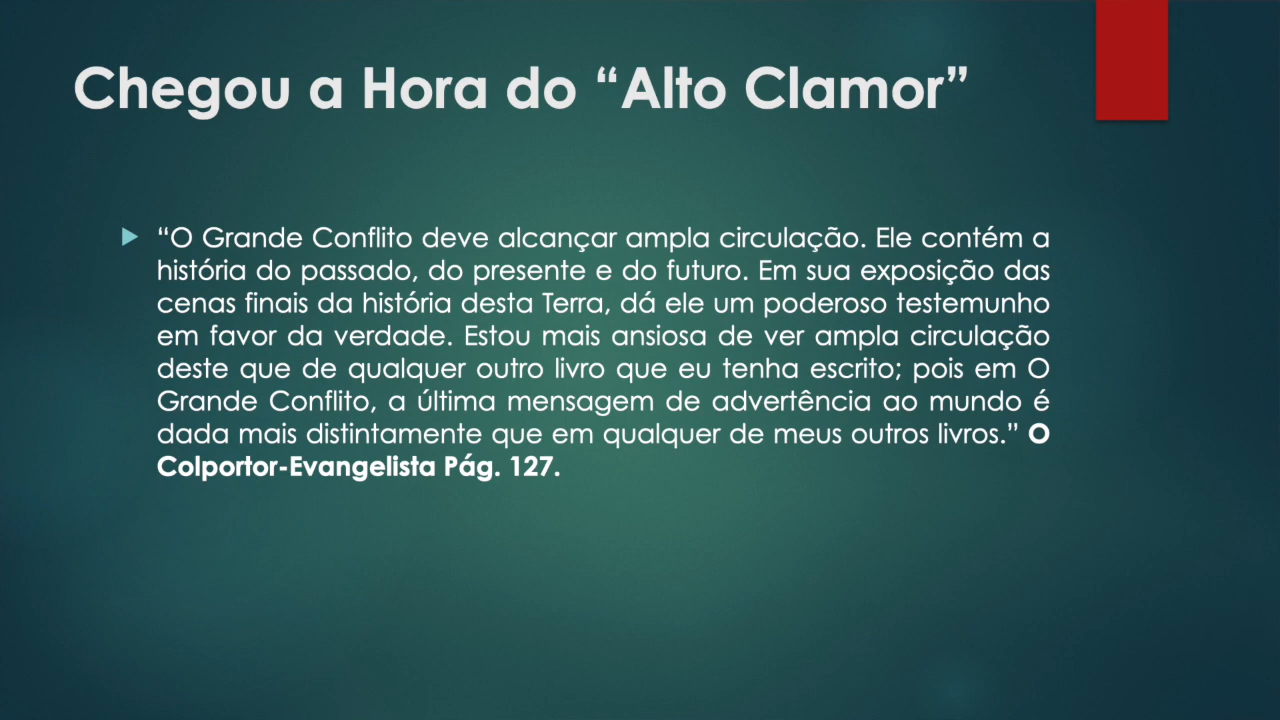 Chegou a Hora do “Alto Clamor”
“O Grande Conflito deve alcançar ampla circulação. Ele contém a
história do passado, do presente e do futuro. Em sua exposição das
cenas finais da história desta Terra, dá ele um poderoso testemunho
em favor da verdade. Estou mais ansiosa de ver ampla circulação
deste que de qualquer outro livro que eu tenha escrito; pois em O
Grande Conflito, a última mensagem de advertência ao mundo é
dada mais distintamente que em qualquer de meus outros livros.” O
Colportor-Evangelista Pág. 127.